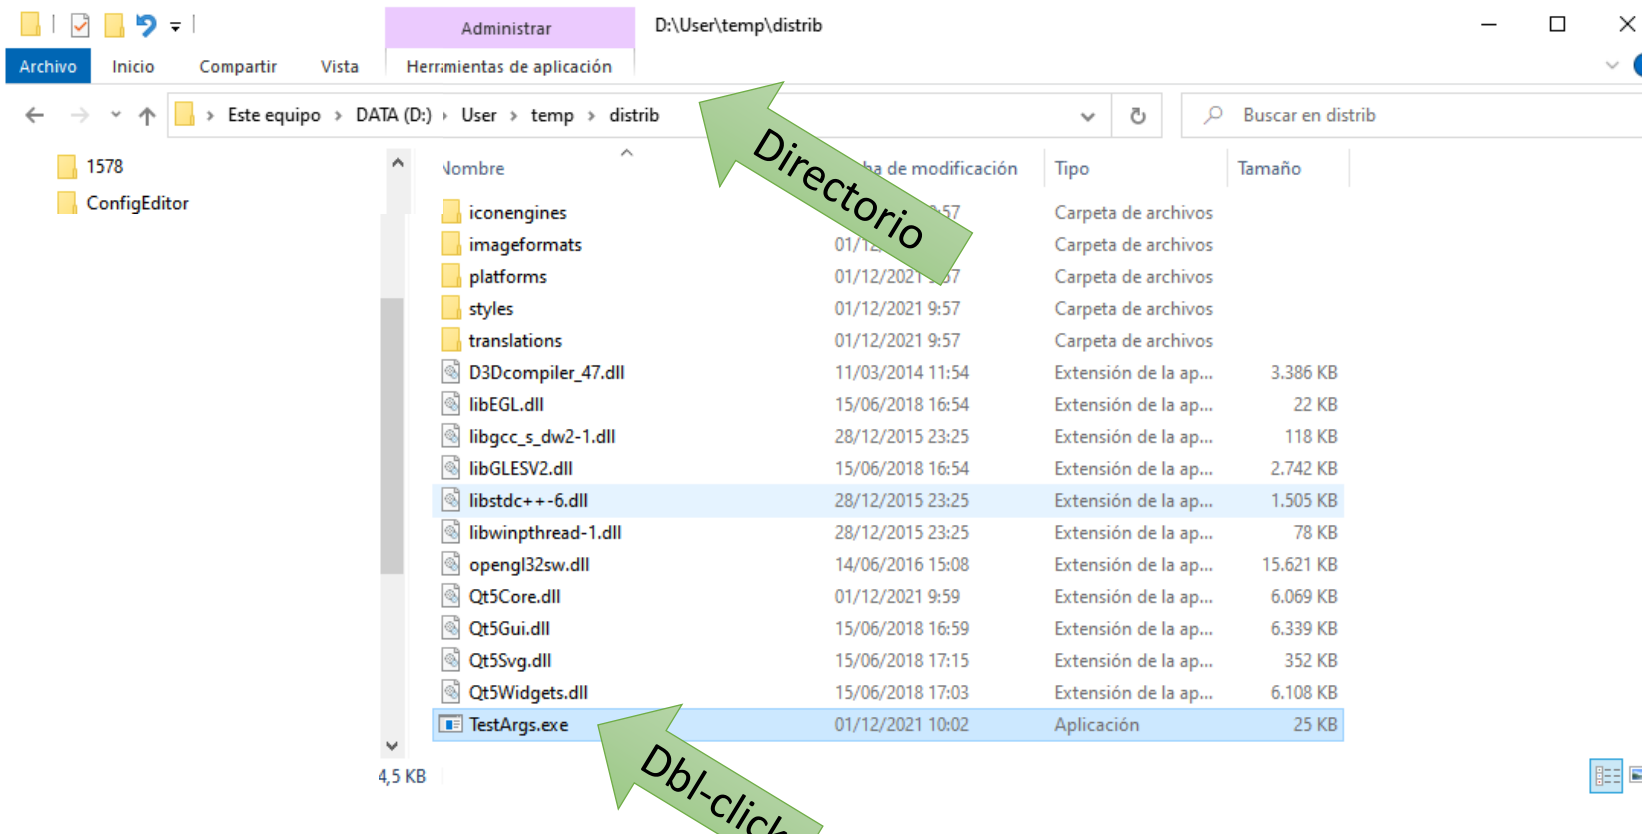 Administrar D:\User\temp\distrib
Archivo Inicio Compartir Vista Herramientas de aplicación
Este equipo > DATA (D:) > User > temp > distrib Buscar en distrib
Directorio
1578
ConfigEditor
Nombre de modificación Tipo Tamaño
iconengines Carpeta de archivos
imageformats Carpeta de archivos
platforms 01/12/2021 Carpeta de archivos
styles 01/12/2021 9:57 Carpeta de archivos
translations 01/12/2021 9:57 Carpeta de archivos
D3Dcompiler_47.dll 11/03/2014 11:54 Extensión de la ap... 3.386 KB
libEGL.dll 15/06/2018 16:54 Extensión de la ap... 22 KB
libgcc_s_dw2-1.dll 28/12/2015 23:25 Extensión de la ap... 118 KB
libGLESV2.dll 15/06/2018 16:54 Extensión de la ap... 2.742 KB
libstdc++-6.dll 28/12/2015 23:25 Extensión de la ap... 1.505 KB
libwinpthread-1.dll 28/12/2015 23:25 Extensión de la ap... 78 KB
opengl32sw.dll 14/06/2016 15:08 Extensión de la ap... 15.621 KB
Qt5Core.dll 01/12/2021 9:59 Extensión de la ap... 6.069 KB
Qt5Gui.dll 15/06/2018 16:59 Extensión de la ap... 6.339 KB
Qt5Svg.dll 15/06/2018 17:15 Extensión de la ap... 352 KB
Qt5Widgets.dll 15/06/2018 17:03 Extensión de la ap... 6.108 KB
TestArgs.exe 01/12/2021 10:02 Aplicación 25 KB
4,5 KB
Dbl-click